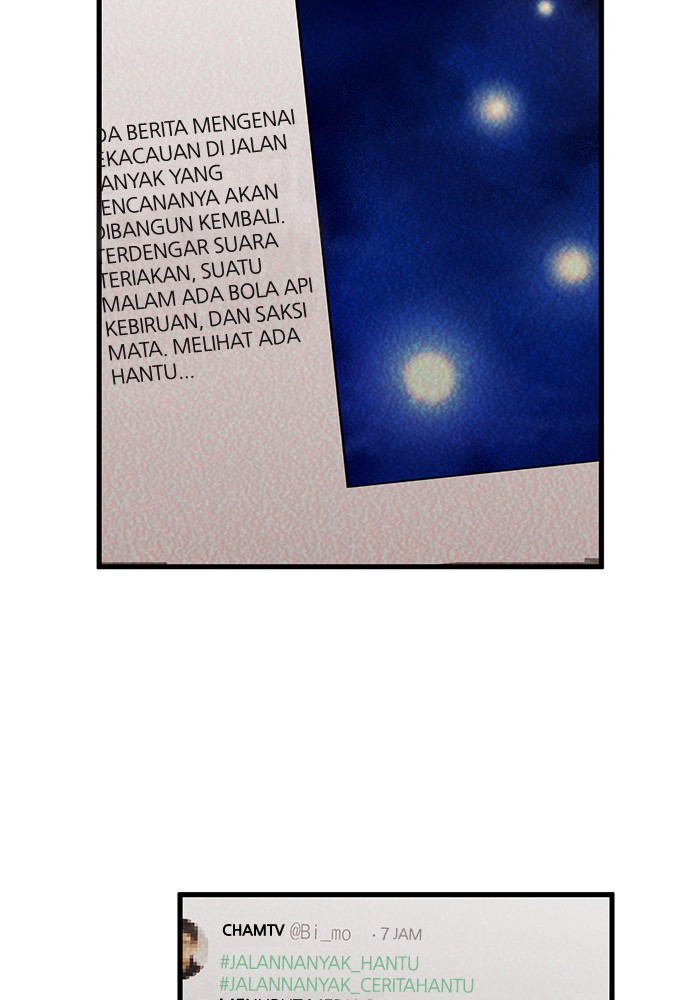 DA BERITA MENGENAI
EKACAUAN DI JALAN
ANYAK YANG
ENCANANYA AKAN
DIBANGUN KEMBALI.
TERDENGAR SUARA
TERIAKAN, SUATU
MALAM ADA BOLA API
KEBIRUAN, DAN SAKSI
MATA. MELIHAT ADA
HANTU...
CHAMTV @Bi_mo · 7 JAM
#JALANNANYAK_HANTU
#JALANNANYAK_CERITAHANTU